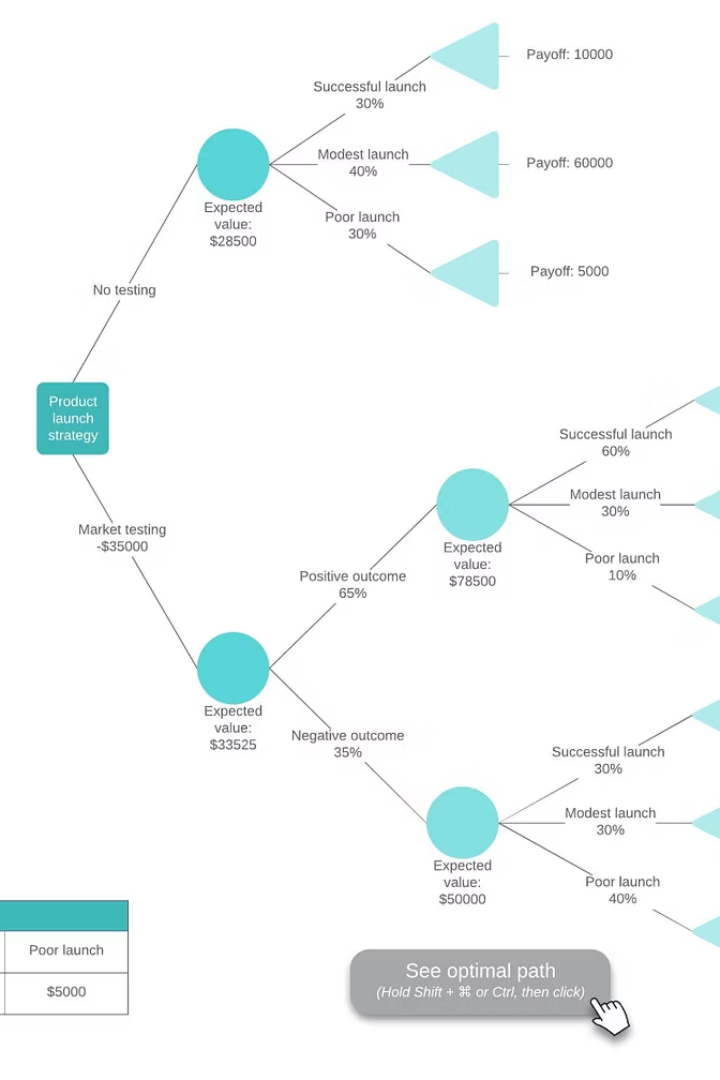 Payoff: 10000
Successful launch
30%
Modest launch
40%
Payoff: 60000
Expected
value:
$28500
Poor launch
30%
Payoff: 5000
No testing
Product
launch
strategy
Successful launch
60%
Modest launch
30%
Market testing
-$35000
Expected
value:
$78500
Poor launch
10%
Positive outcome
65%
Expected
value:
$33525
Negative outcome
35%
Successful launch
30%
Modest launch
30%
Expected
value:
$50000
Poor launch
40%
Poor launch
$5000
See optimal path
(Hold Shift + ⌘ or Ctrl, then click)